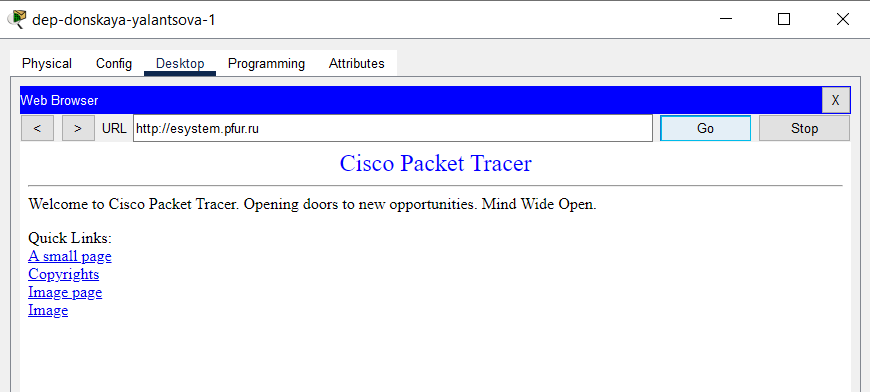 dep-donskaya-yalantsova-1
Physical Config Desktop Programming Attributes
Web Browser X
< > URL http://esystem.pfur.ru Go Stop
Cisco Packet Tracer
Welcome to Cisco Packet Tracer. Opening doors to new opportunities. Mind Wide Open.
Quick Links:
A small page
Copyrights
Image page
Image